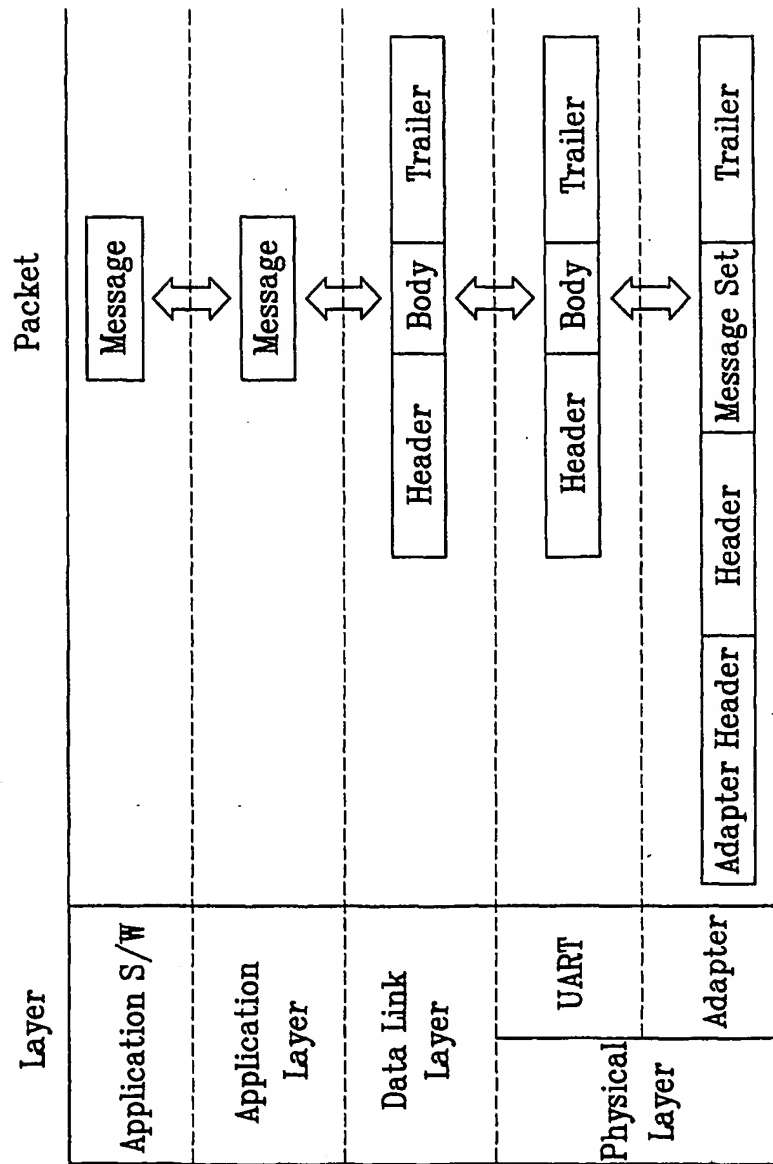 Layer
Packet
Application S/W
Message
Application
Layer
Message
Data Link
Layer
Header
Body
Trailer
Physical
Layer
UART
Header
Body
Trailer
Adapter
Adapter Header
Header
Message Set
Trailer